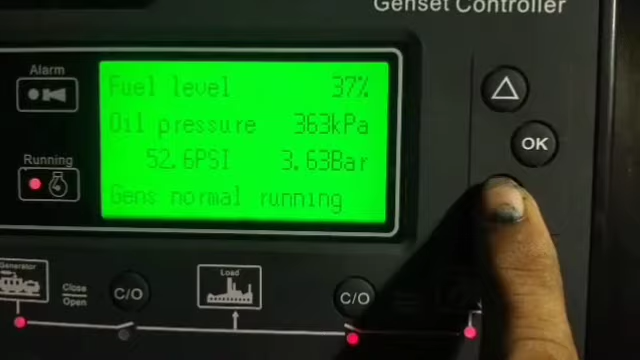 Genset Controller
Alarm
Fuel level 37%
Oil pressure 363kPa
52.6PSI 3.63Bar
Gens normal running
OK
Running
Generator
Close
Open
C/O
Load
C/O